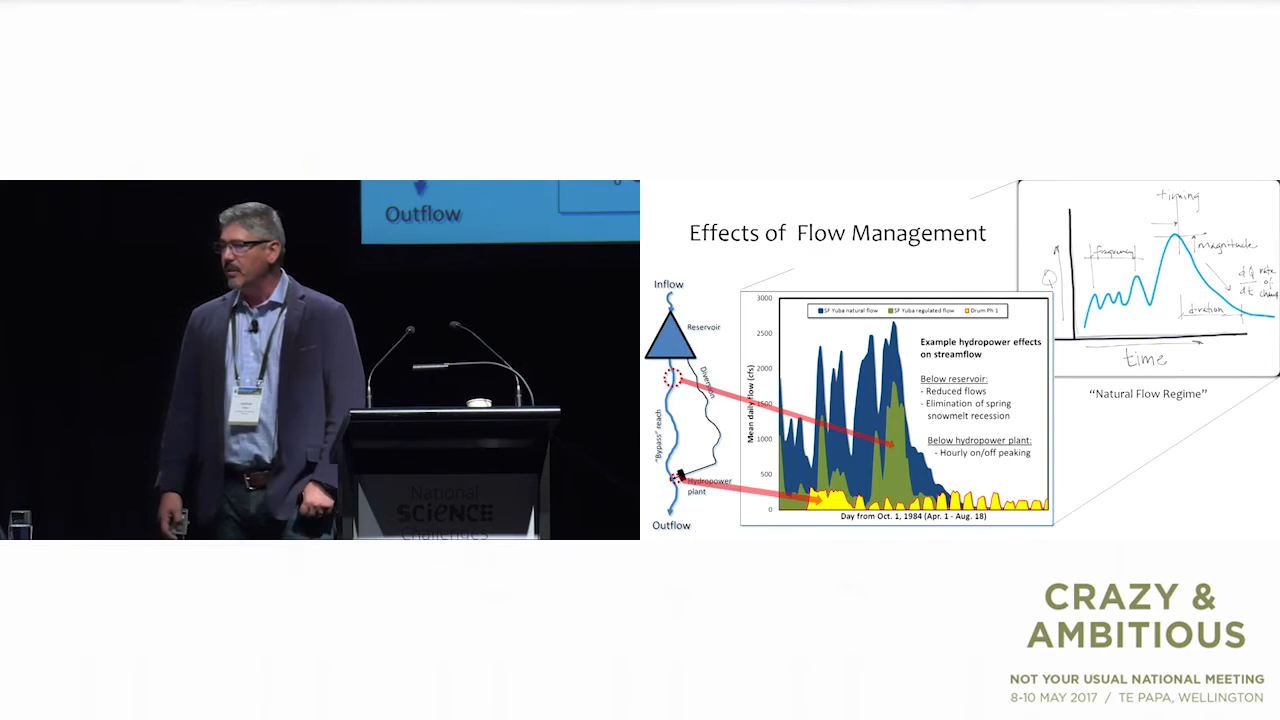 Outflow
National
SCIENCE
Challenges
Effects of Flow Management
Inflow
Reservoir
Diversion
"Bypass" reach
Hydropower
plant
Outflow
3000
2500
2000
1500
1000
500
0
Mean daily flow (cfs)
SF Yuba natural flow
SF Yuba regulated flow
Drum Ph 1
Example hydropower effects
on streamflow
Below reservoir:
- Reduced flows
- Elimination of spring
snowmelt recession
Below hydropower plant:
- Hourly on/off peaking
Day from Oct. 1, 1984 (Apr. 1 - Aug. 18)
timing
frequency
magnitude
dQ rate
dt of
change
duration
Q
time
“Natural Flow Regime”
CRAZY &
AMBITIOUS
NOT YOUR USUAL NATIONAL MEETING
8-10 MAY 2017 / TE PAPA, WELLINGTON